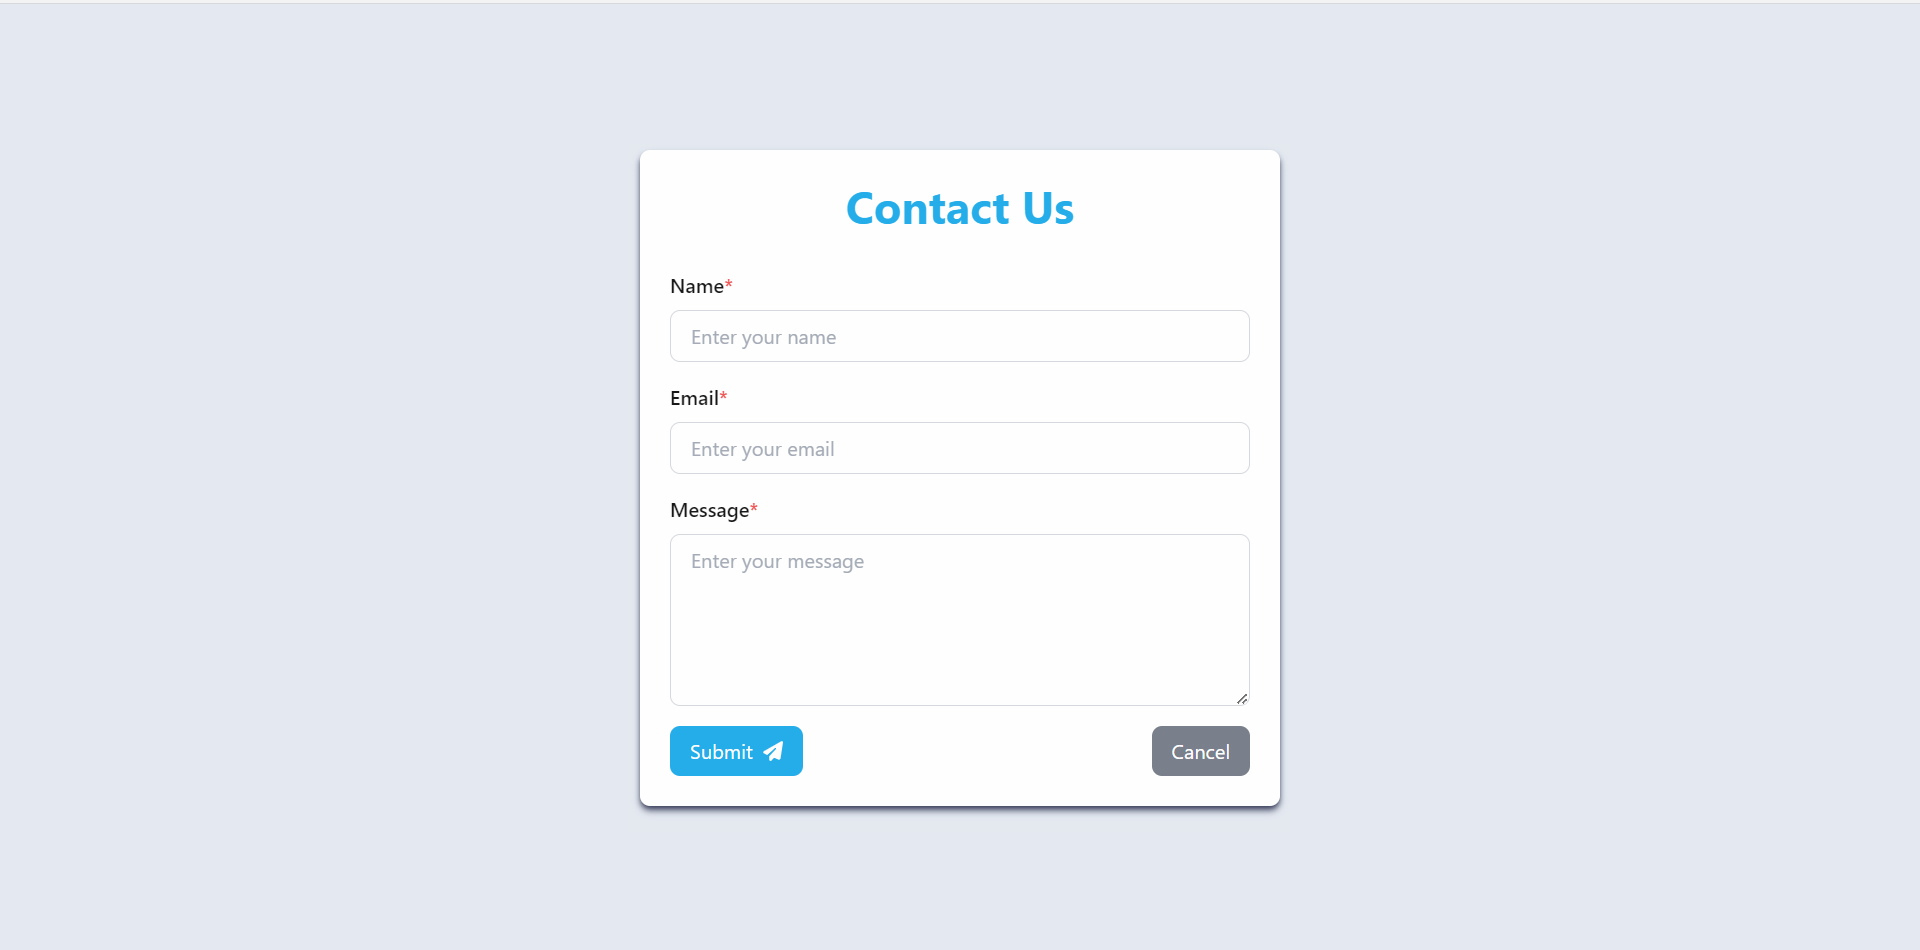 Contact Us
Name*
Enter your name
Email*
Enter your email
Message*
Enter your message
Submit
Cancel